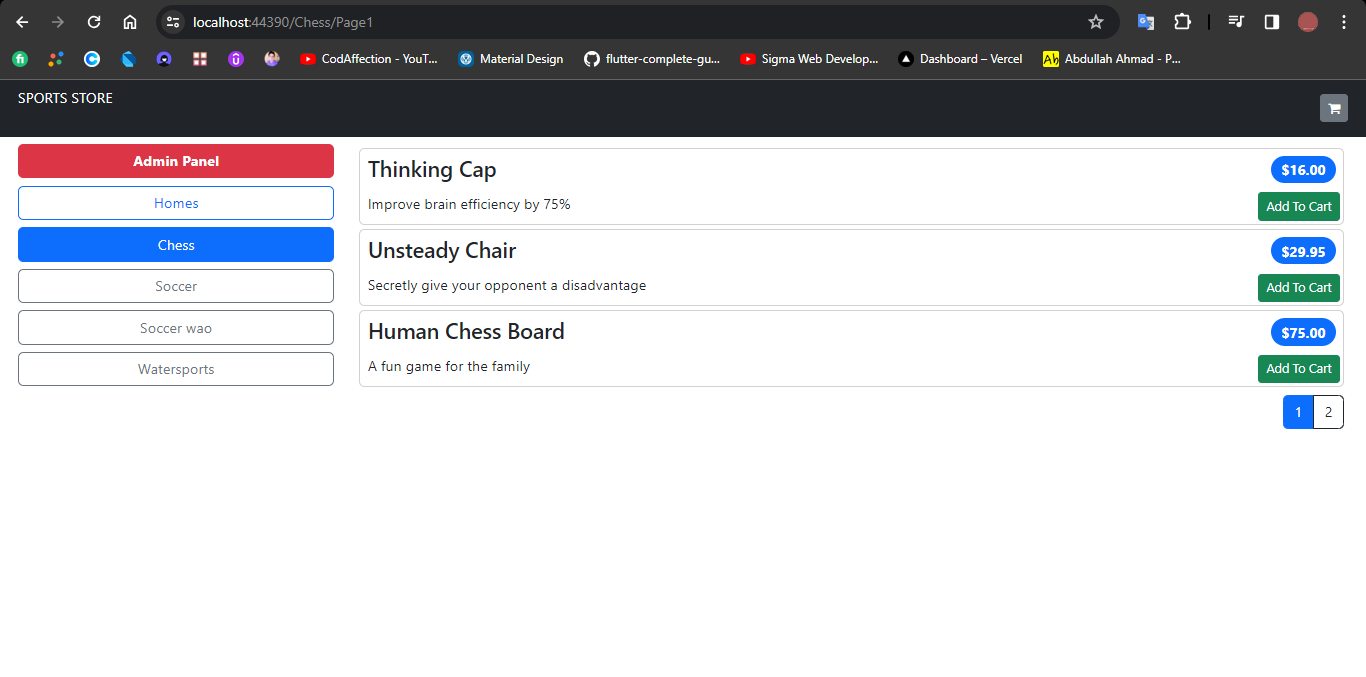 localhost:44390/Chess/Page1
CodAffection - YouT...
Material Design
flutter-complete-gu...
Sigma Web Develop...
Dashboard – Vercel
Ah
Abdullah Ahmad - P...
SPORTS STORE
Admin Panel
Homes
Chess
Soccer
Soccer wao
Watersports
Thinking Cap
$16.00
Improve brain efficiency by 75%
Add To Cart
Unsteady Chair
$29.95
Secretly give your opponent a disadvantage
Add To Cart
Human Chess Board
$75.00
A fun game for the family
Add To Cart
1 2